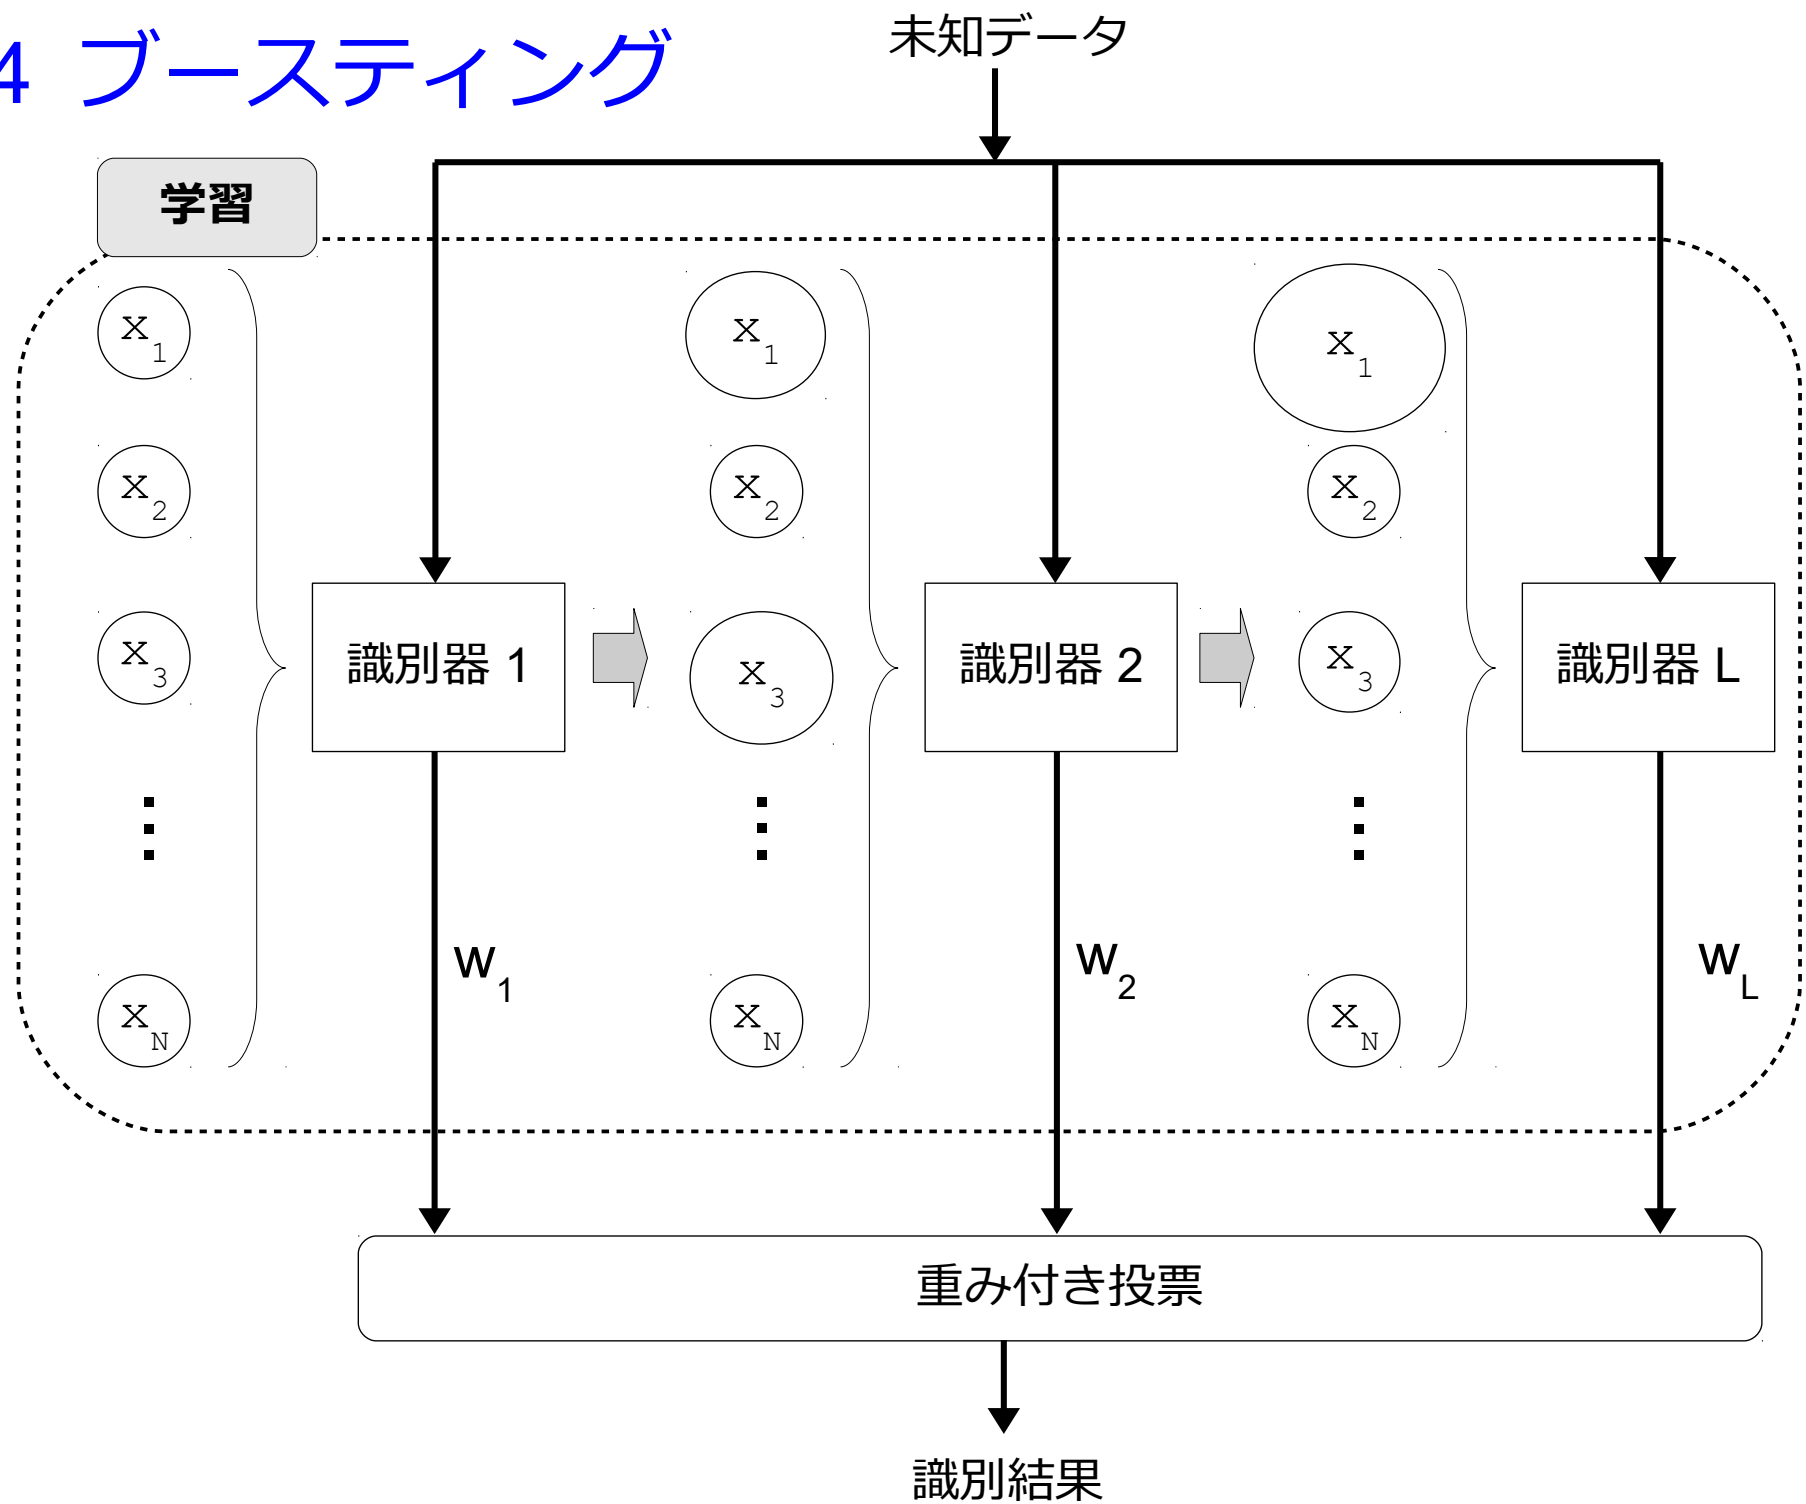 4 ブースティング
未知データ
学習
x1
x2
x3
xN
識別器 1
x1
x2
x3
xN
識別器 2
x1
x2
x3
xN
識別器 L
w1
w2
wL
重み付き投票
識別結果